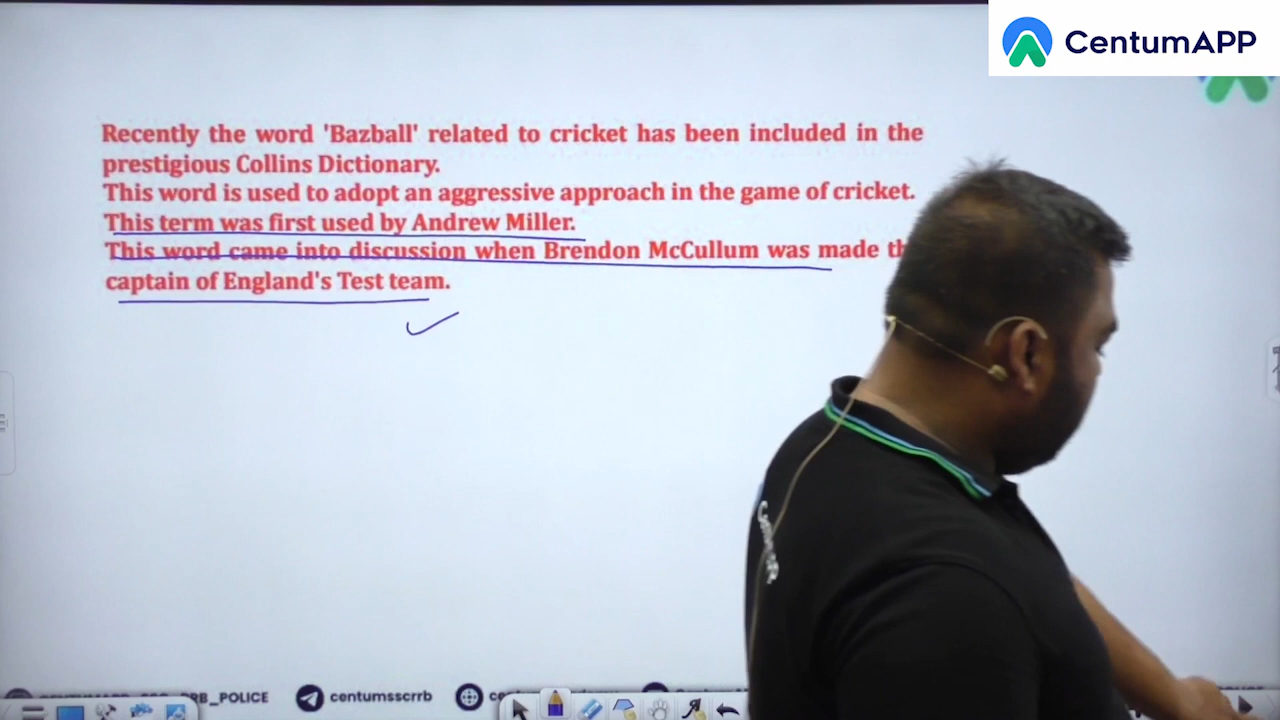 CentumAPP
Recently the word 'Bazball' related to cricket has been included in the
prestigious Collins Dictionary.
This word is used to adopt an aggressive approach in the game of cricket.
This term was first used by Andrew Miller.
This word came into discussion when Brendon McCullum was made
captain of England's Test team.
RB_POLICE
centumsscrrb